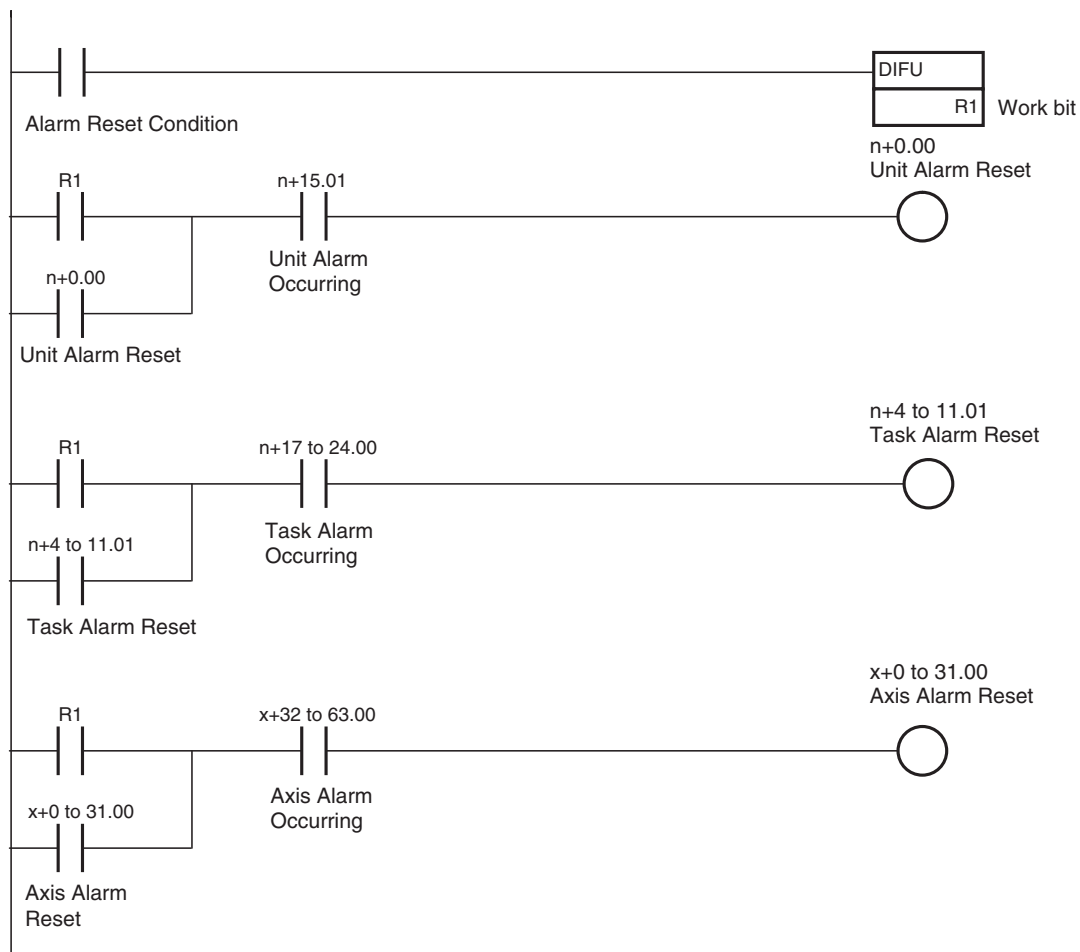 DIFU
R1 Work bit
Alarm Reset Condition
n+0.00
Unit Alarm Reset
R1
n+15.01
Unit Alarm
Occurring
n+0.00
Unit Alarm Reset
n+4 to 11.01
Task Alarm Reset
R1
n+17 to 24.00
Task Alarm
Occurring
n+4 to 11.01
Task Alarm Reset
x+0 to 31.00
Axis Alarm Reset
R1
x+32 to 63.00
Axis Alarm
Occurring
x+0 to 31.00
Axis Alarm
Reset